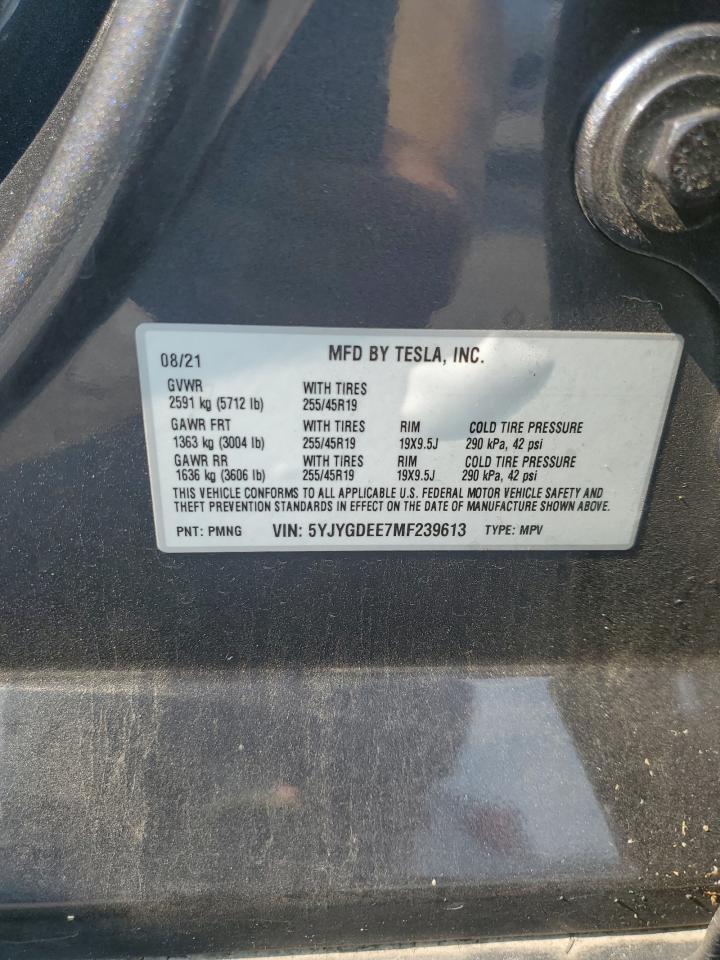 08/21 MFD BY TESLA, INC.
GVWR WITH TIRES
2591 kg (5712 lb) 255/45R19
GAWR FRT WITH TIRES RIM COLD TIRE PRESSURE
1363 kg (3004 lb) 255/45R19 19X9.5J 290 kPa, 42 psi
GAWR RR WITH TIRES RIM COLD TIRE PRESSURE
1636 kg (3606 lb) 255/45R19 19X9.5J 290 kPa, 42 psi
THIS VEHICLE CONFORMS TO ALL APPLICABLE U.S. FEDERAL MOTOR VEHICLE SAFETY AND
THEFT PREVENTION STANDARDS IN EFFECT ON THE DATE OF MANUFACTURE SHOWN ABOVE.
PNT: PMNG VIN: 5YJYGDEE7MF239613 TYPE: MPV